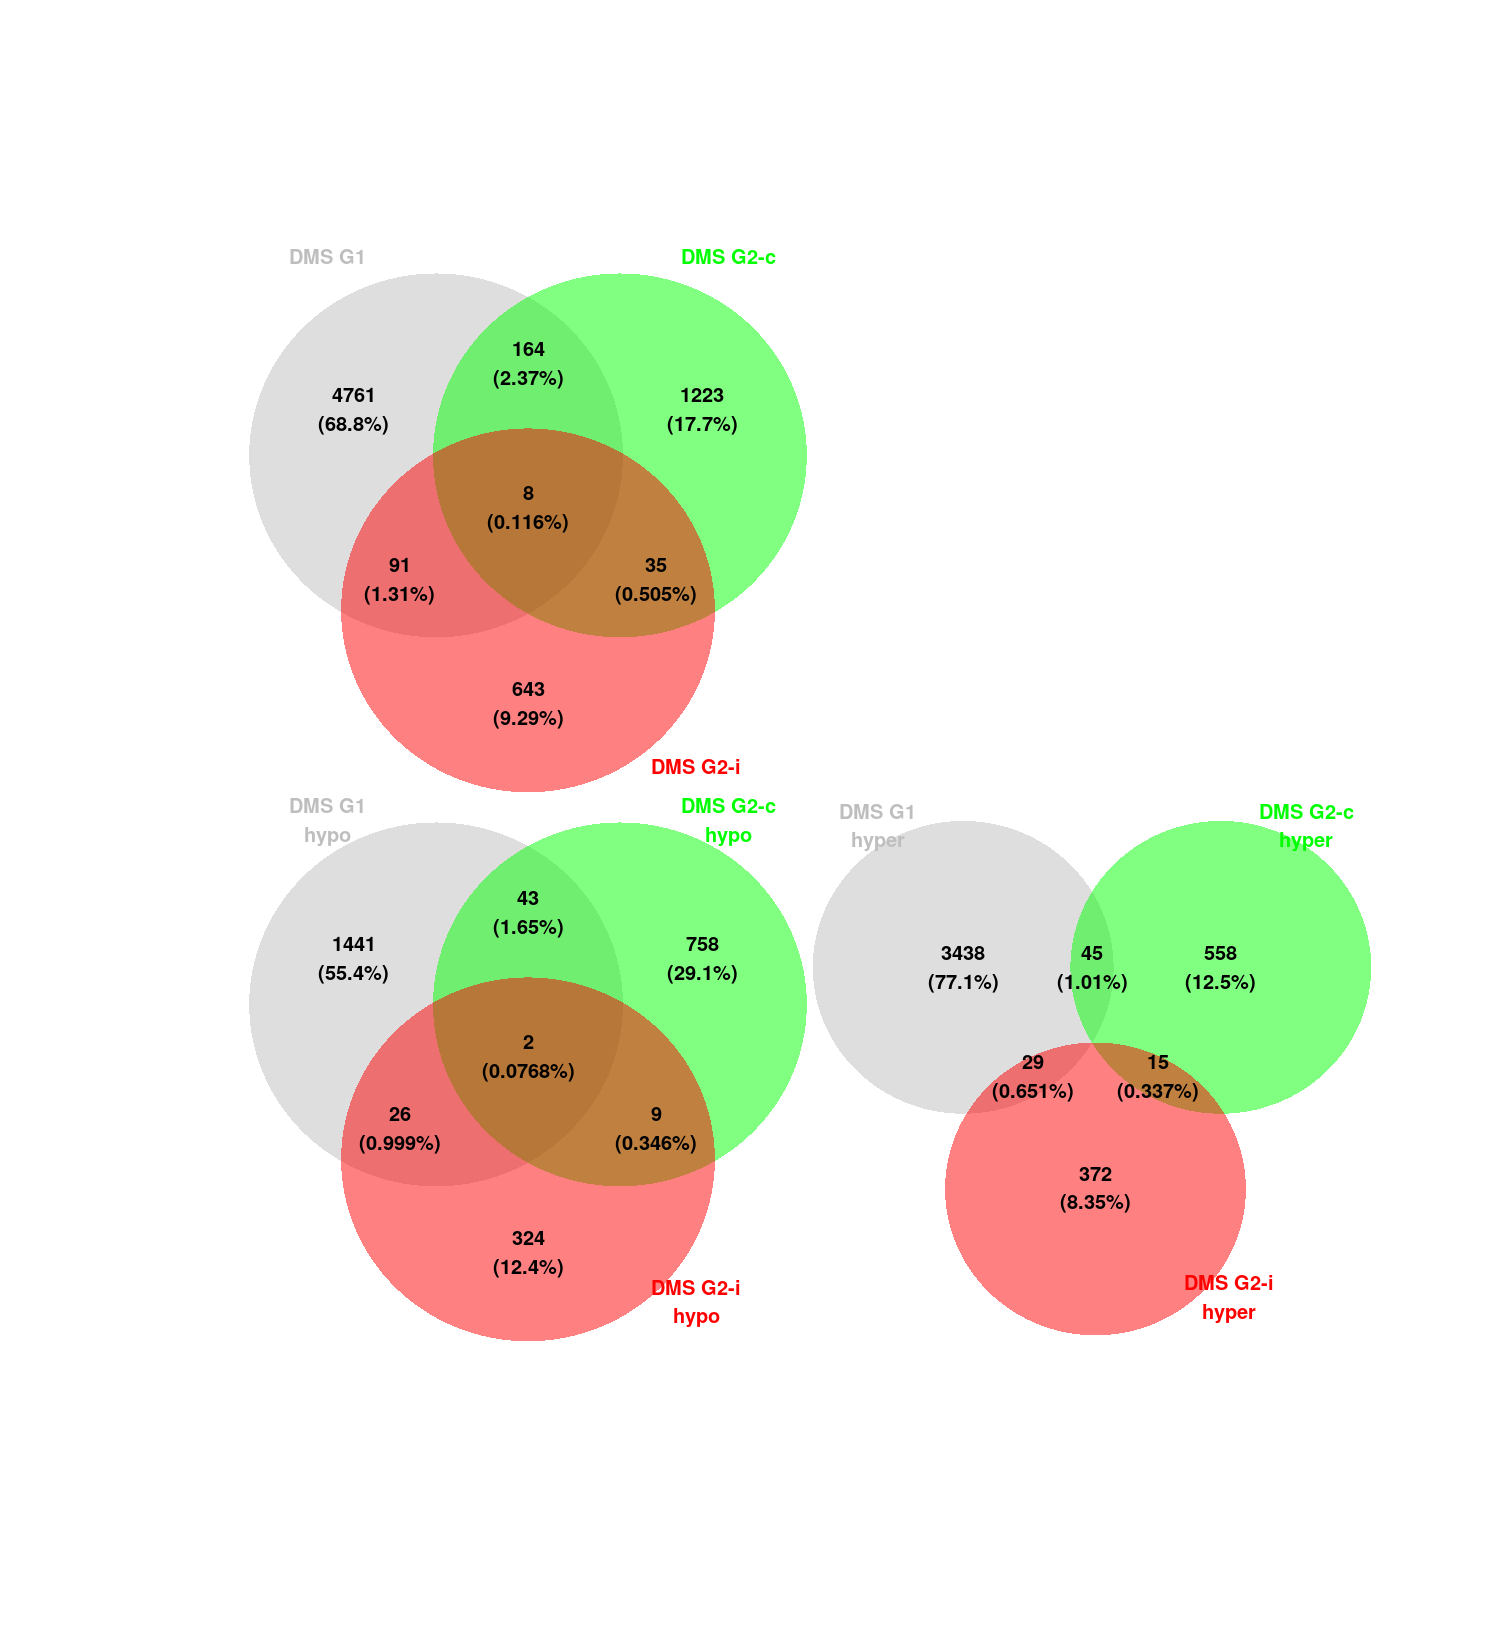 DMS G1
DMS G2-c
164
(2.37%)
4761
(68.8%)
1223
(17.7%)
8
(0.116%)
91
(1.31%)
35
(0.505%)
643
(9.29%)
DMS G2-i
DMS G1
hypo
DMS G2-c
hypo
43
(1.65%)
1441
(55.4%)
758
(29.1%)
2
(0.0768%)
26
(0.999%)
9
(0.346%)
324
(12.4%)
DMS G2-i
hypo
DMS G1
hyper
DMS G2-c
hyper
3438
(77.1%)
45
(1.01%)
558
(12.5%)
29
(0.651%)
15
(0.337%)
372
(8.35%)
DMS G2-i
hyper